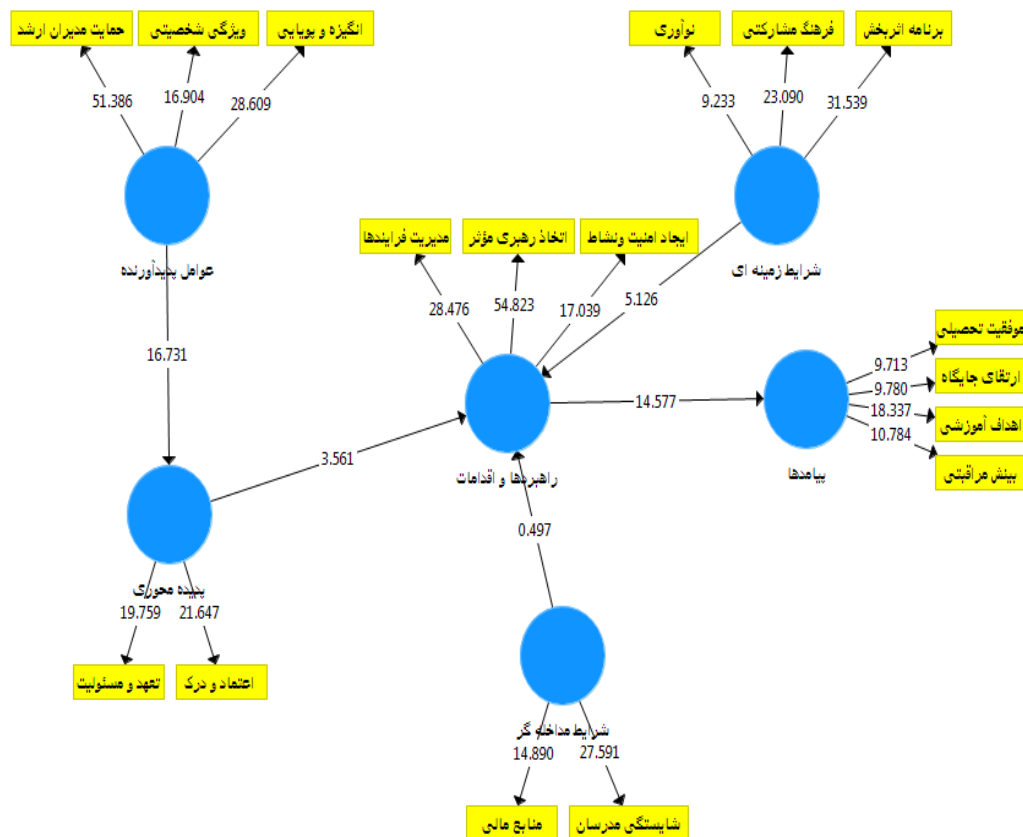 حمایت مدیران ارشد
ویژگی شخصیتی
انگیزه و پویایی
51.386
16.904
28.609
عوامل پدیدآورنده
نوآوری
فرهنگ مشارکتی
برنامه اثربخش
9.233
23.090
31.539
شرایط زمینه ای
مدیریت فرایندها
اتخاذ رهبری مؤثر
ایجاد امنیت ونشاط
28.476
54.823
17.039
5.126
راهبردها و اقدامات
16.731
3.561
14.577
0.497
موفقیت تحصیلی
ارتقای جایگاه
اهداف آموزشی
بینش مراقبتی
9.713
9.780
18.337
10.784
پیامدها
پدیده محوری
19.759
21.647
تعهد و مسئولیت
اعتماد و درک
شرایط مداخله گر
14.890
27.591
منابع مالی
شایستگی مدرسان